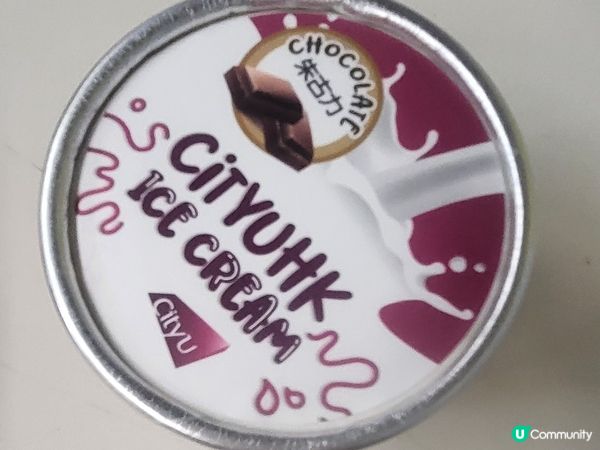 CHOCOLATE
朱古力
CiTYUHK
ICE CREAM
CityU
U Community